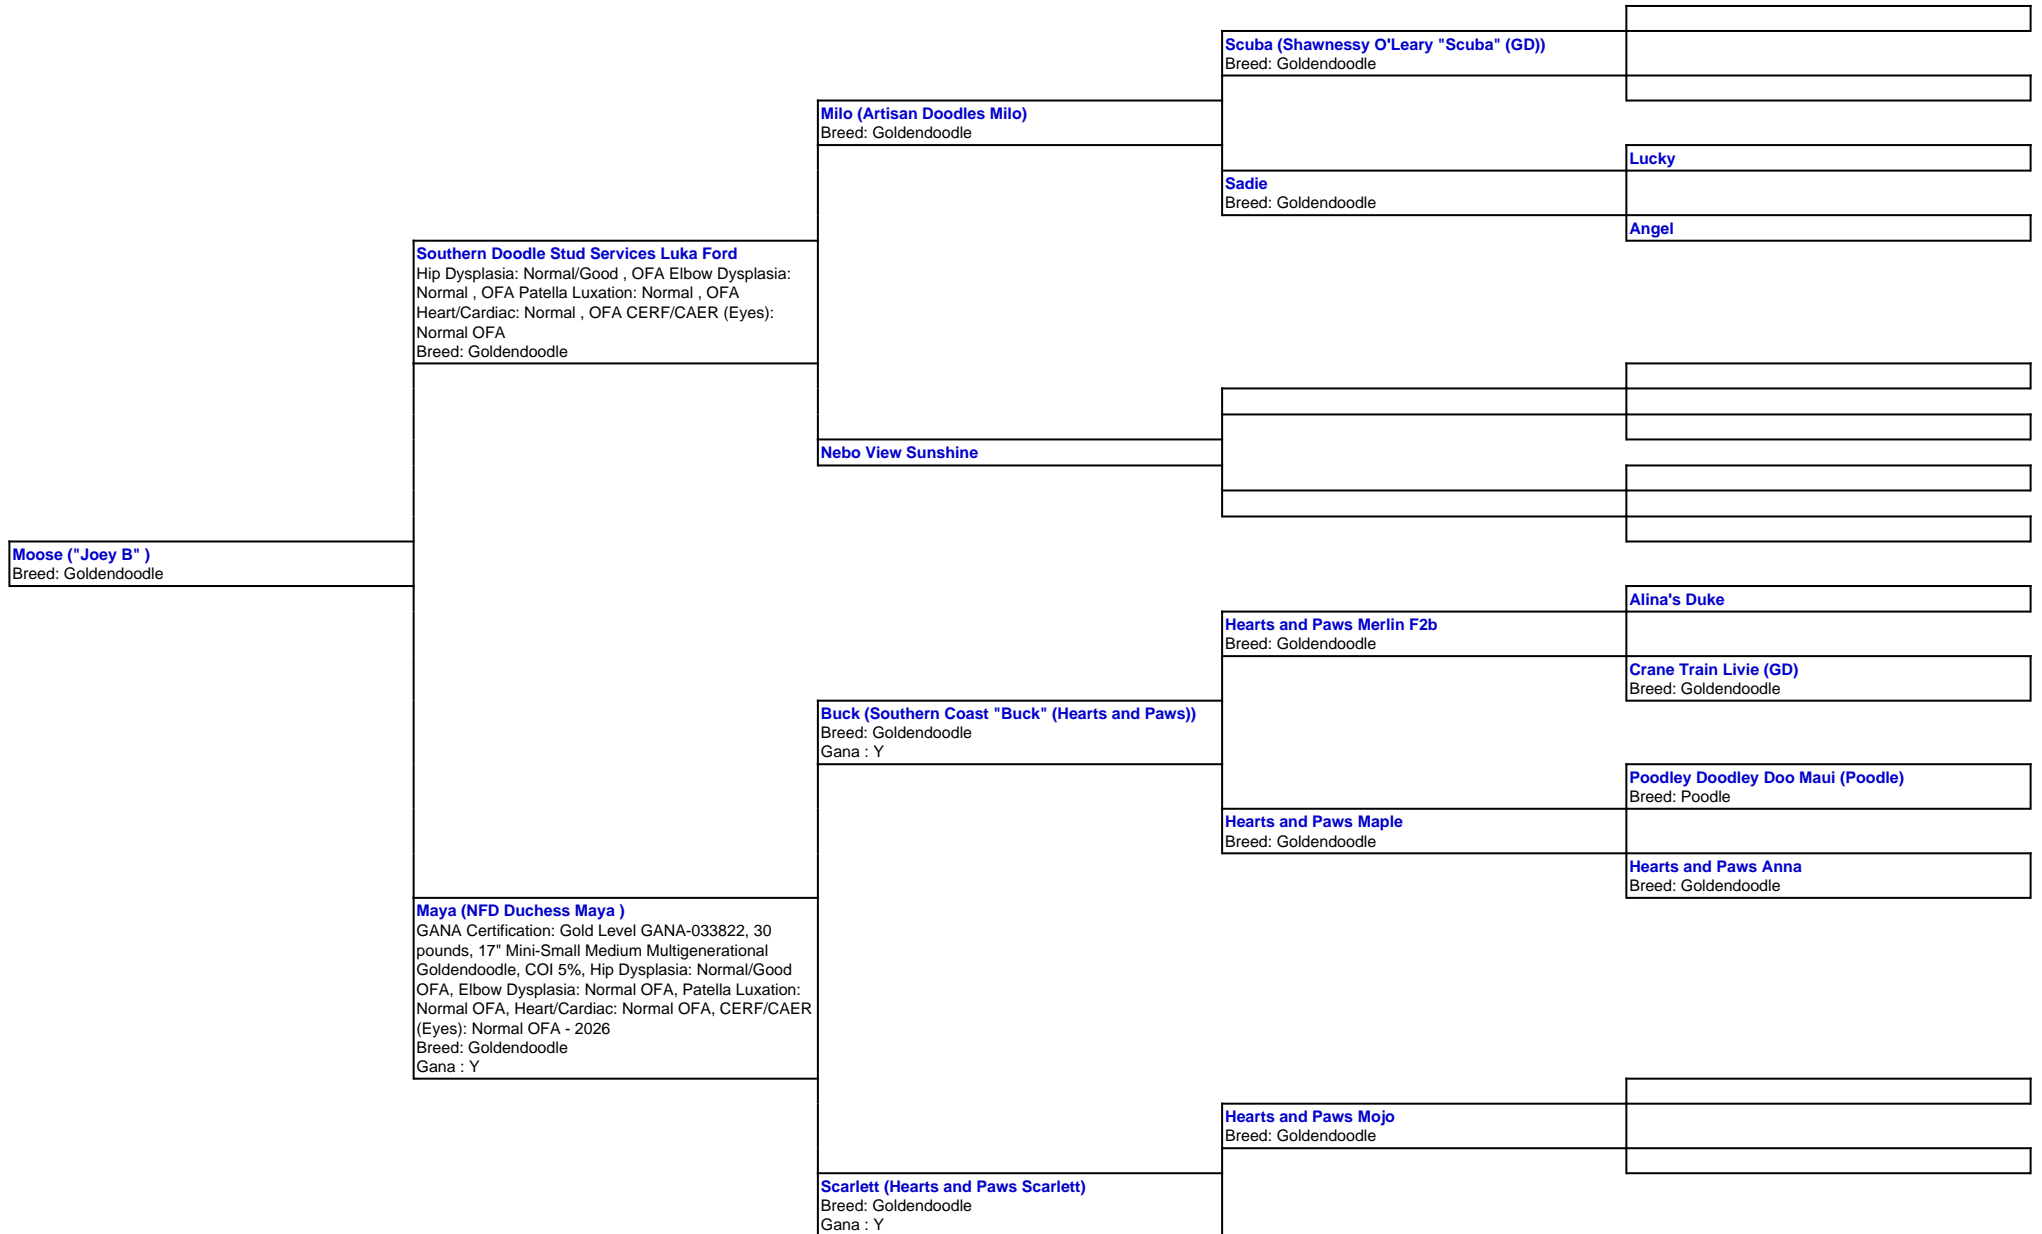 Scuba (Shawnessy O'Leary "Scuba" (GD))
Breed: Goldendoodle
Milo (Artisan Doodles Milo)
Breed: Goldendoodle
Lucky
Sadie
Breed: Goldendoodle
Angel
Southern Doodle Stud Services Luka Ford
Hip Dysplasia: Normal/Good , OFA Elbow Dysplasia:
Normal , OFA Patella Luxation: Normal , OFA
Heart/Cardiac: Normal , OFA CERF/CAER (Eyes):
Normal OFA
Breed: Goldendoodle
Nebo View Sunshine
Moose ("Joey B" )
Breed: Goldendoodle
Alina's Duke
Hearts and Paws Merlin F2b
Breed: Goldendoodle
Crane Train Livie (GD)
Breed: Goldendoodle
Buck (Southern Coast "Buck" (Hearts and Paws))
Breed: Goldendoodle
Gana : Y
Poodley Doodley Doo Maui (Poodle)
Breed: Poodle
Hearts and Paws Maple
Breed: Goldendoodle
Hearts and Paws Anna
Breed: Goldendoodle
Maya (NFD Duchess Maya )
GANA Certification: Gold Level GANA-033822, 30
pounds, 17" Mini-Small Medium Multigenerational
Goldendoodle, COI 5%, Hip Dysplasia: Normal/Good
OFA, Elbow Dysplasia: Normal OFA, Patella Luxation:
Normal OFA, Heart/Cardiac: Normal OFA, CERF/CAER
(Eyes): Normal OFA - 2026
Breed: Goldendoodle
Gana : Y
Hearts and Paws Mojo
Breed: Goldendoodle
Scarlett (Hearts and Paws Scarlett)
Breed: Goldendoodle
Gana : Y